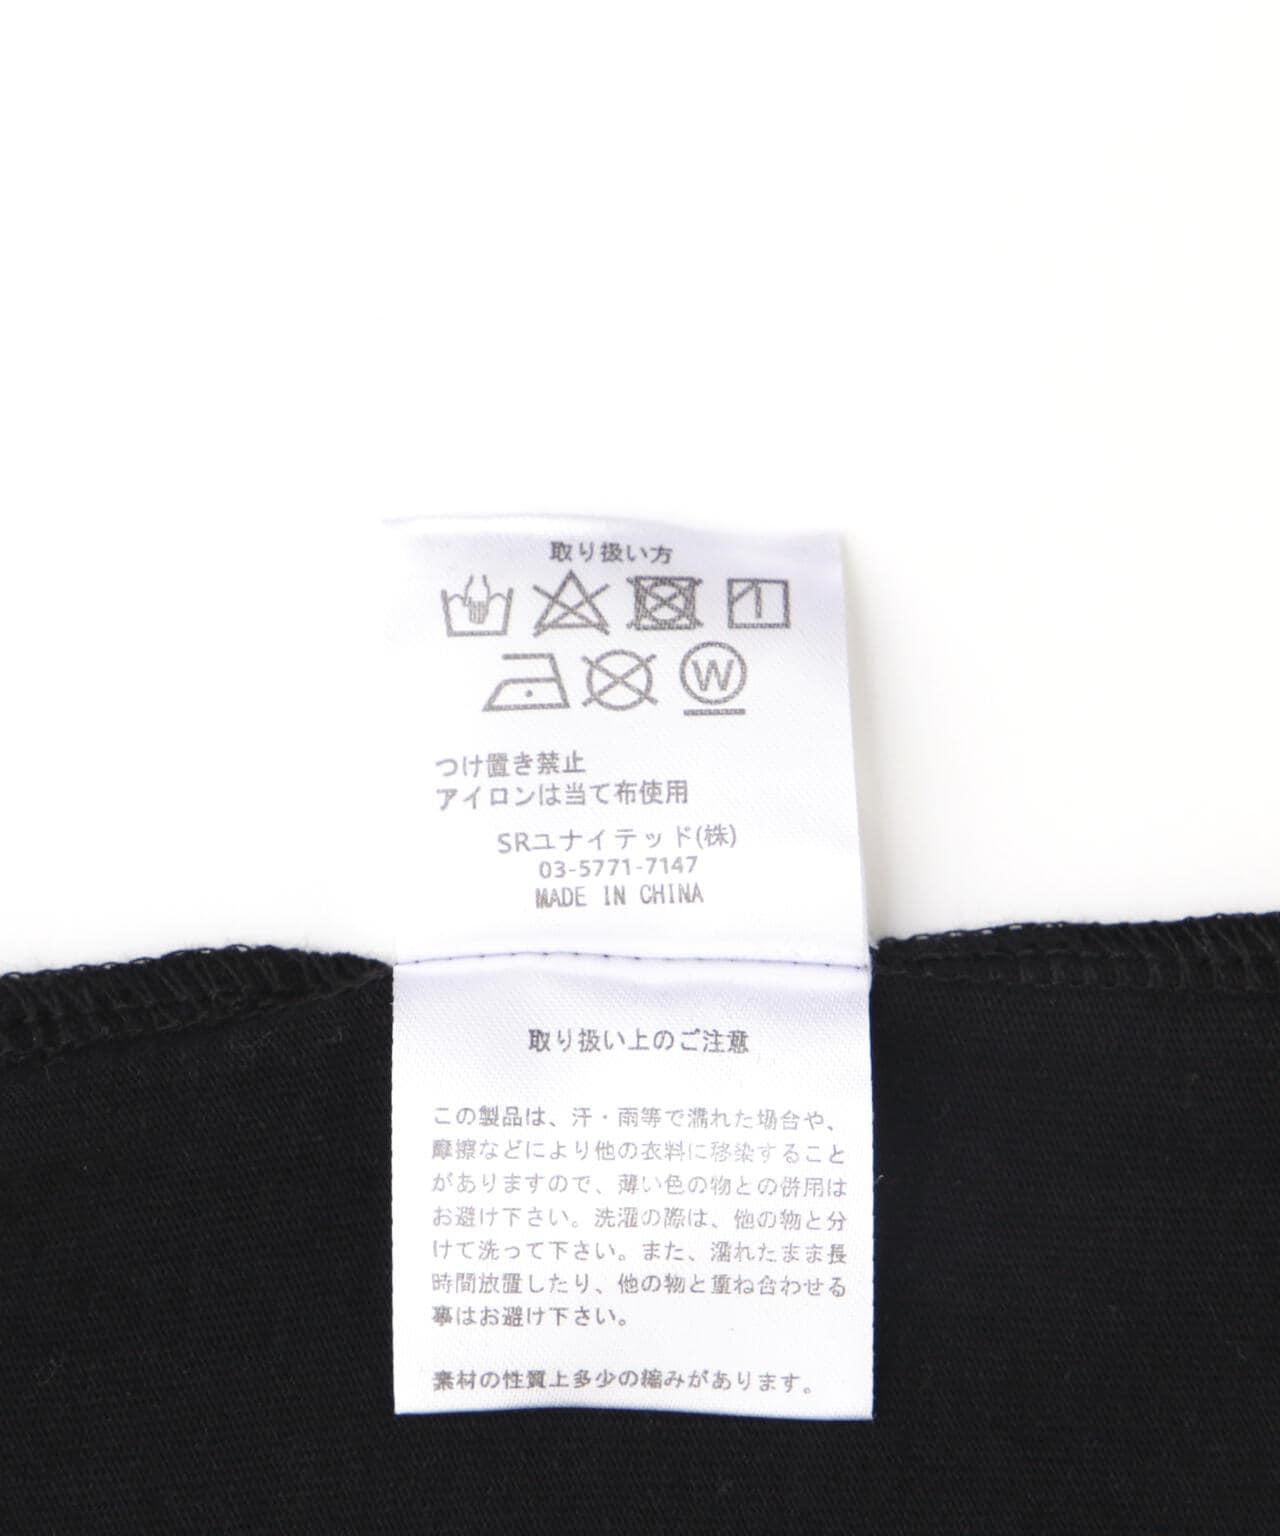 取り扱い方
W
つけ置き禁止
アイロンは当て布使用
SRユナイテッド(株)
03-5771-7147
MADE IN CHINA
取り扱い上のご注意
この製品は、汗・雨等で濡れた場合や、
摩擦などにより他の衣料に移染すること
がありますので、薄い色の物との併用は
お避け下さい。洗濯の際は、他の物と分
けて洗って下さい。また、濡れたまま長
時間放置したり、他の物と重ね合わせる
事はお避け下さい。
素材の性質上多少の縮みがあります。